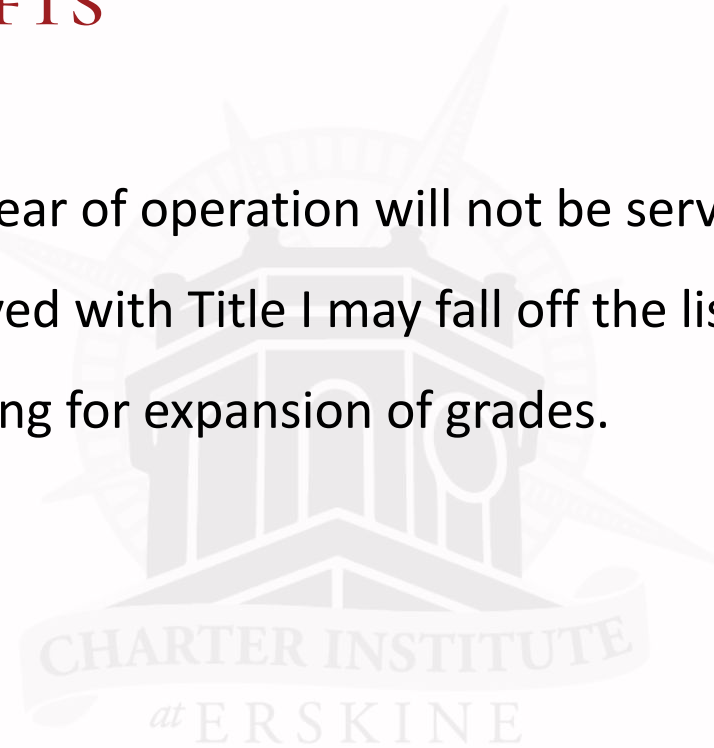 FTS
ear of operation will not be serv
ved with Title I may fall off the lis
ng for expansion of grades.
CHARTER INSTITUTE
at ERSKINE